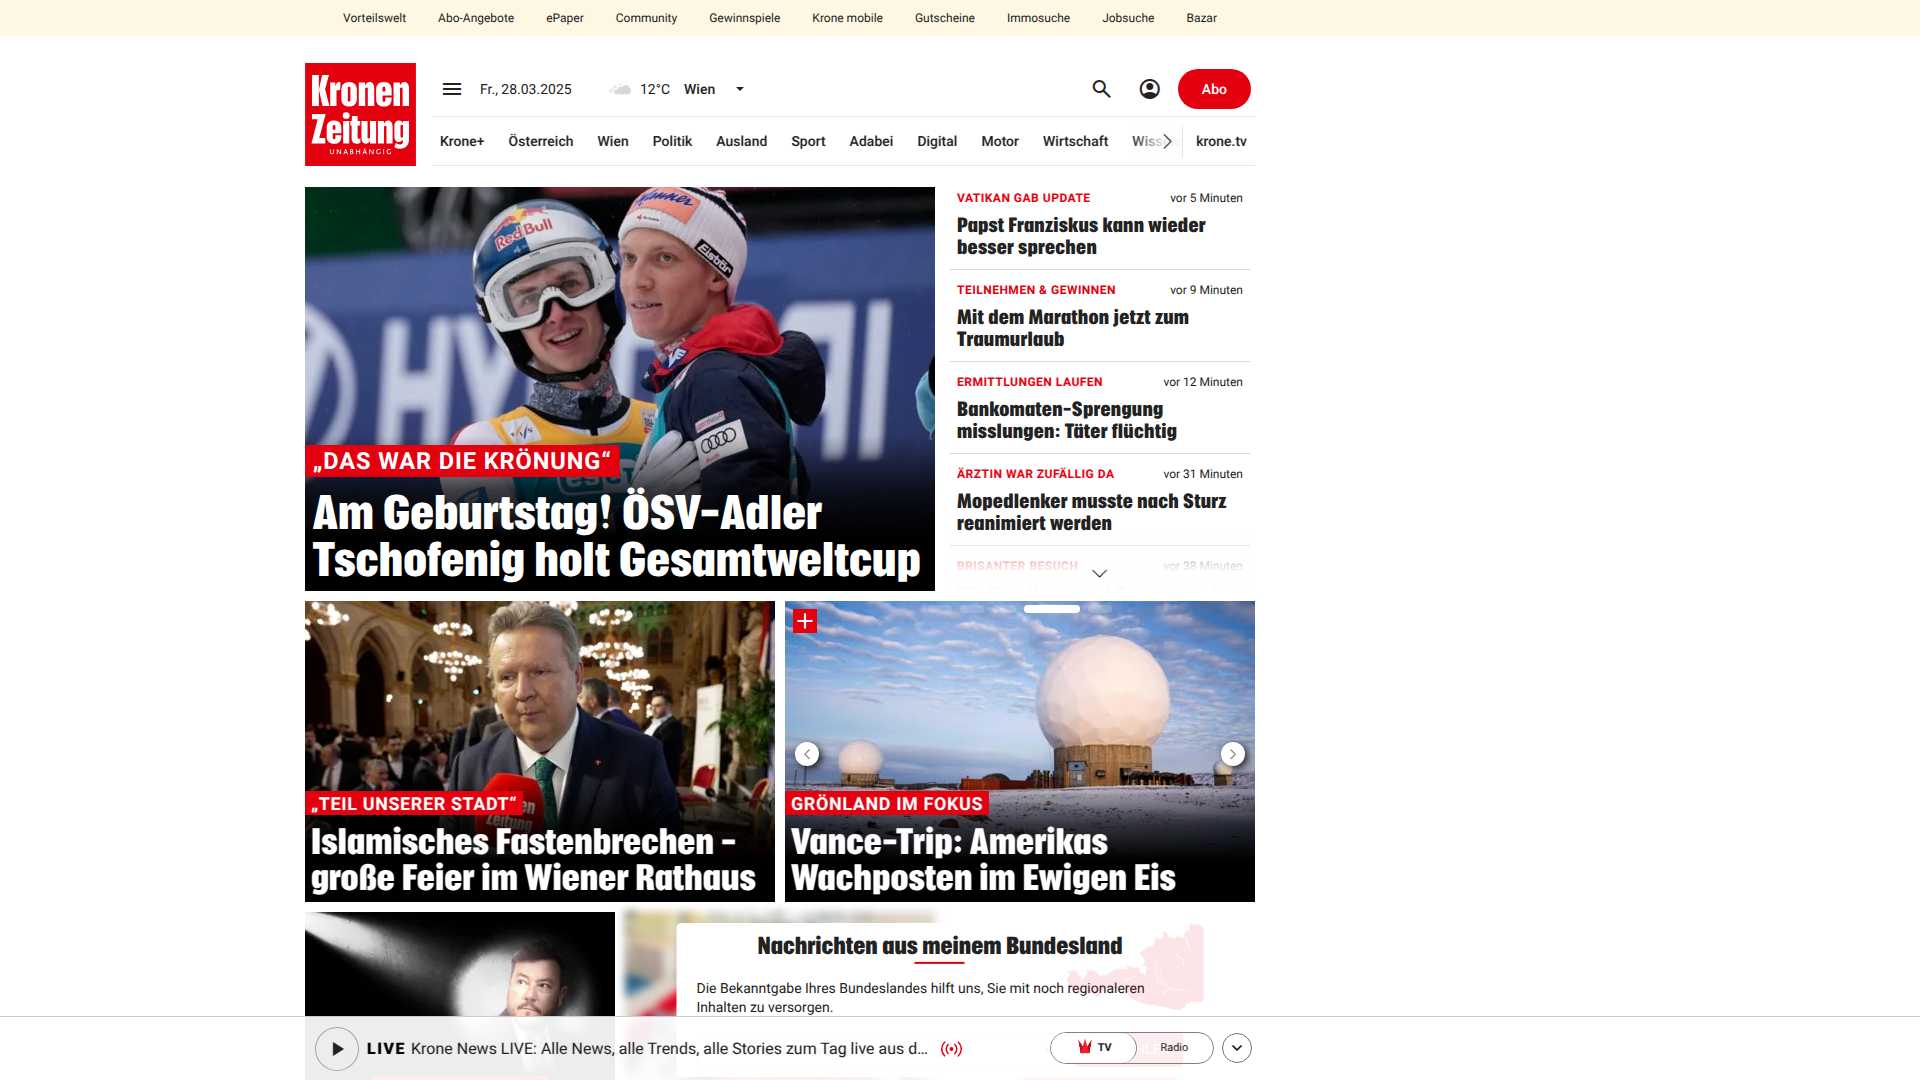 Vorteilswelt Abo-Angebote ePaper Community Gewinnspiele Krone mobile Gutscheine Immosuche Jobsuche Bazar
Kronen
Zeitung
UNABHÄNGIG
Fr., 28.03.2025 12°C Wien
Abo
Krone+ Österreich Wien Politik Ausland Sport Adabei Digital Motor Wirtschaft Wiss krone.tv
Manner
Red Bull
Eisbär
Audi
„DAS WAR DIE KRÖNUNG“
Am Geburtstag! ÖSV-Adler
Tschofenig holt Gesamtweltcup
VATIKAN GAB UPDATE vor 5 Minuten
Papst Franziskus kann wieder
besser sprechen
TEILNEHMEN & GEWINNEN vor 9 Minuten
Mit dem Marathon jetzt zum
Traumurlaub
ERMITTLUNGEN LAUFEN vor 12 Minuten
Bankomaten-Sprengung
misslungen: Täter flüchtig
ÄRZTIN WAR ZUFÄLLIG DA vor 31 Minuten
Mopedlenker musste nach Sturz
reanimiert werden
BRISANTER BESUCH vor 38 Minuten
„TEIL UNSERER STADT“
Islamisches Fastenbrechen –
große Feier im Wiener Rathaus
GRÖNLAND IM FOKUS
Vance-Trip: Amerikas
Wachposten im Ewigen Eis
Nachrichten aus meinem Bundesland
Die Bekanntgabe Ihres Bundeslandes hilft uns, Sie mit noch regionaleren
Inhalten zu versorgen.
LIVE Krone News LIVE: Alle News, alle Trends, alle Stories zum Tag live aus d...
TV Radio